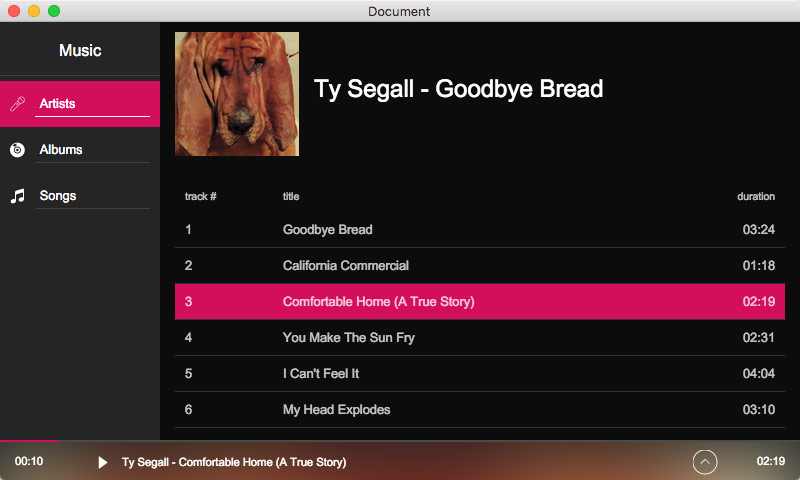 Document
Music
Artists
Albums
Songs
Ty Segall - Goodbye Bread
track # title duration
1 Goodbye Bread 03:24
2 California Commercial 01:18
3 Comfortable Home (A True Story) 02:19
4 You Make The Sun Fry 02:31
5 I Can't Feel It 04:04
6 My Head Explodes 03:10
00:10 Ty Segall - Comfortable Home (A True Story) 02:19